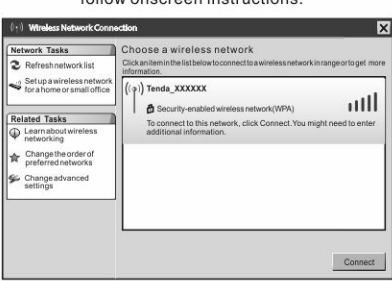 follow onscreen instructions.
Wireless Network Connection
Network Tasks
Refresh network list
Set up a wireless network
for a home or small office
Related Tasks
Learn about wireless
networking
Change the order of
preferred networks
Change advanced
settings
Choose a wireless network
Click an item in the list below to connect to a wireless network in range or to get more
information.
Tenda_XXXXXX
Security-enabled wireless network(WPA)
To connect to this network, click Connect.You might need to enter
additional information.
Connect